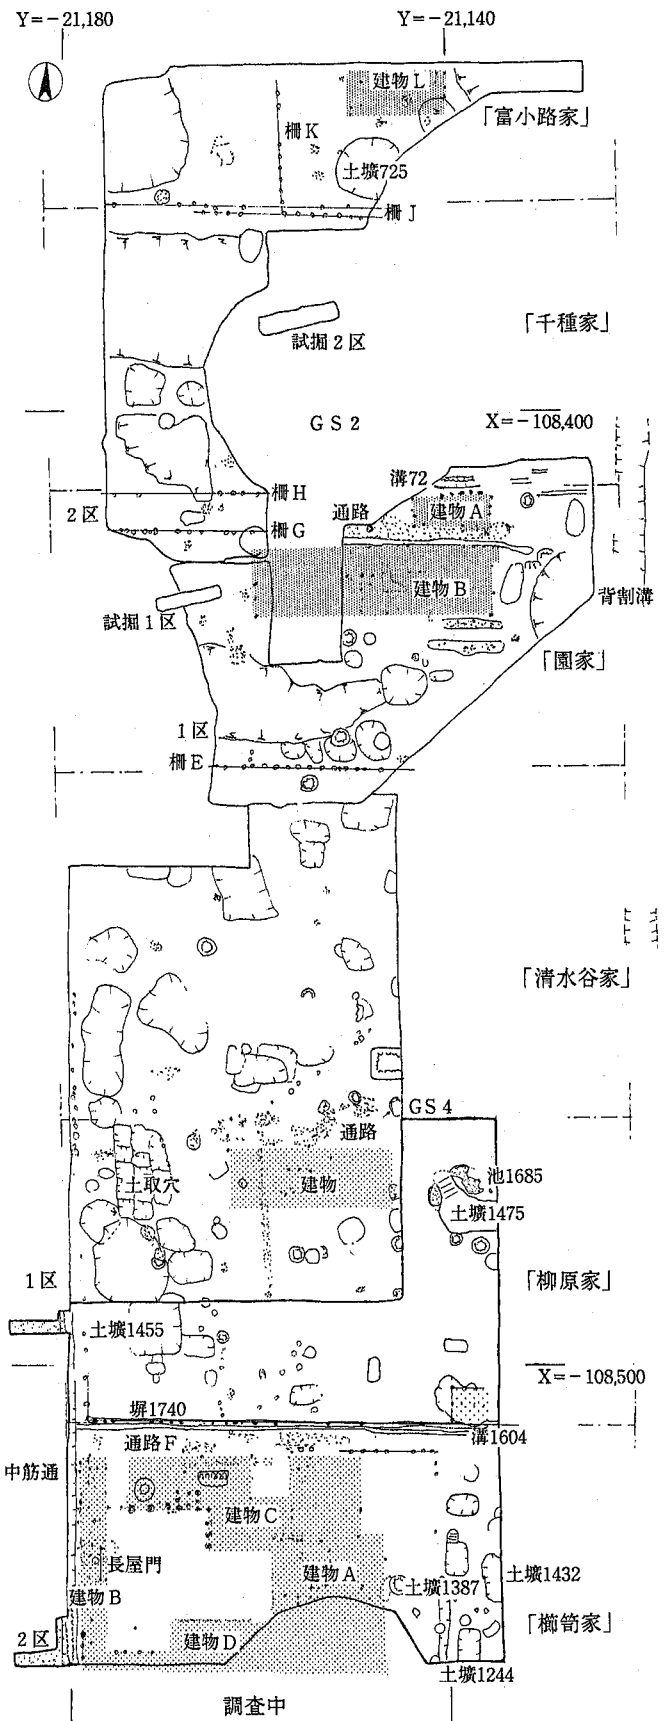 Y=−21,180
Y=−21,140
建物L
「富小路家」
柵K
土壙725
柵J
「千種家」
試掘2区
GS2
X=−108,400
溝72
柵H
2区
通路
建物A
柵G
建物B
背割溝
試掘1区
「園家」
1区
柵E
「清水谷家」
GS4
通路
池1685
土取穴
建物
土壙1475
1区
「柳原家」
土壙1455
X=−108,500
塀1740
溝1604
通路F
中筋通
建物C
長屋門
建物A
土壙1387
土壙1432
建物B
2区
建物D
「櫛笥家」
土壙1244
調査中